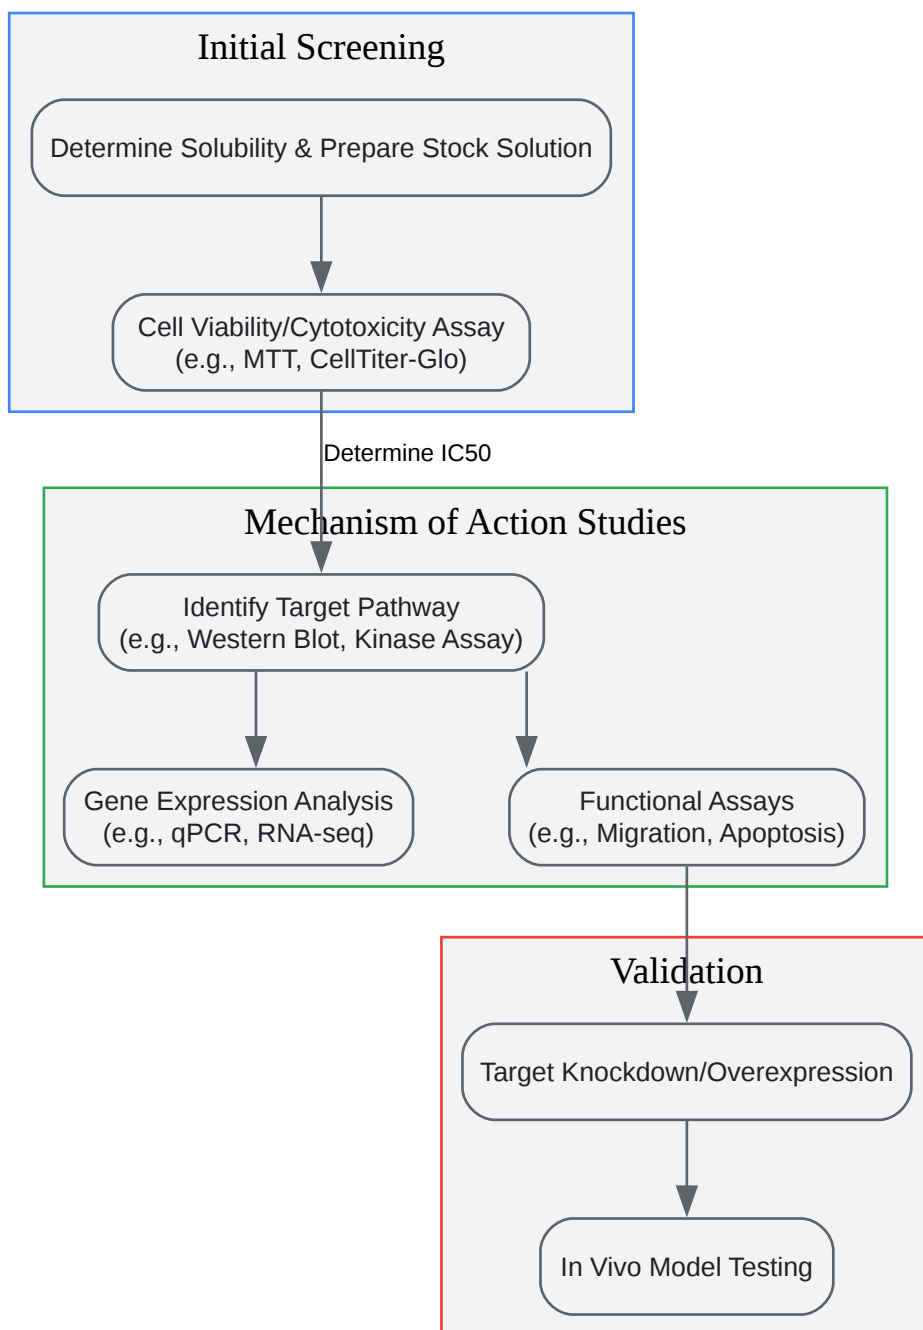 Initial Screening
Determine Solubility & Prepare Stock Solution
Cell Viability/Cytotoxicity Assay
(e.g., MTT, CellTiter-Glo)
Determine IC50
Mechanism of Action Studies
Identify Target Pathway
(e.g., Western Blot, Kinase Assay)
Gene Expression Analysis
(e.g., qPCR, RNA-seq)
Functional Assays
(e.g., Migration, Apoptosis)
Validation
Target Knockdown/Overexpression
In Vivo Model Testing